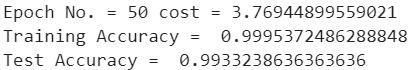 Epoch No. = 50 cost = 3.76944899559021
Training Accuracy =  0.9995372486288848
Test Accuracy =  0.9933238636363636